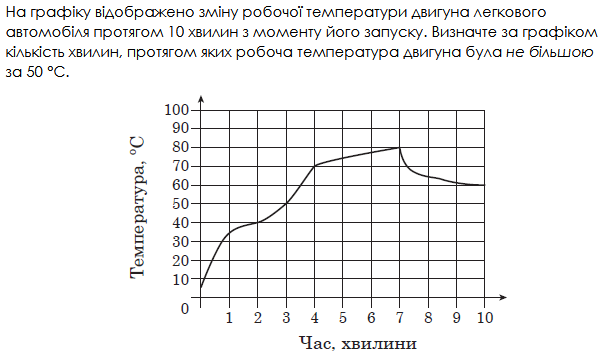 На графіку відображено зміну робочої температури двигуна легкового
автомобіля протягом 10 хвилин з моменту його запуску. Визначте за графіком
кількість хвилин, протягом яких робоча температура двигуна була не більшою
за 50 °C.
Температура, °C
100
90
80
70
60
50
40
30
20
10
0
1 2 3 4 5 6 7 8 9 10
Час, хвилини